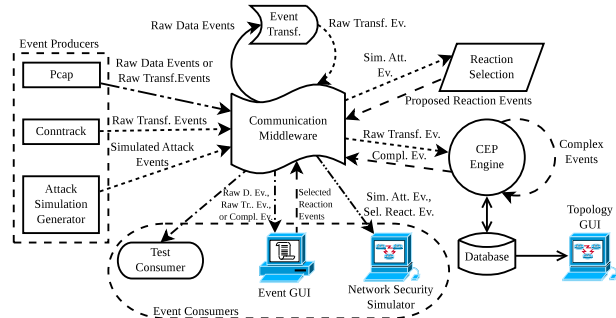 Event Producers
Pcap
Conntrack
Attack
Simulation
Generator
Raw Data Events or
Raw Transf.Events
Raw Transf. Events
Simulated Attack
Events
Raw Data Events
Event
Transf.
Raw Transf. Ev.
Communication
Middleware
Sim. Att.
Ev.
Reaction
Selection
Proposed Reaction Events
Raw Transf. Ev.
Compl. Ev.
CEP
Engine
Complex
Events
Raw D. Ev.,
Raw Tr.. Ev.,
or Compl. Ev.
Selected
Reaction
Events
Sim. Att. Ev.,
Sel. React. Ev.
Test
Consumer
Event GUI
Network Security
Simulator
Event Consumers
Database
Topology
GUI